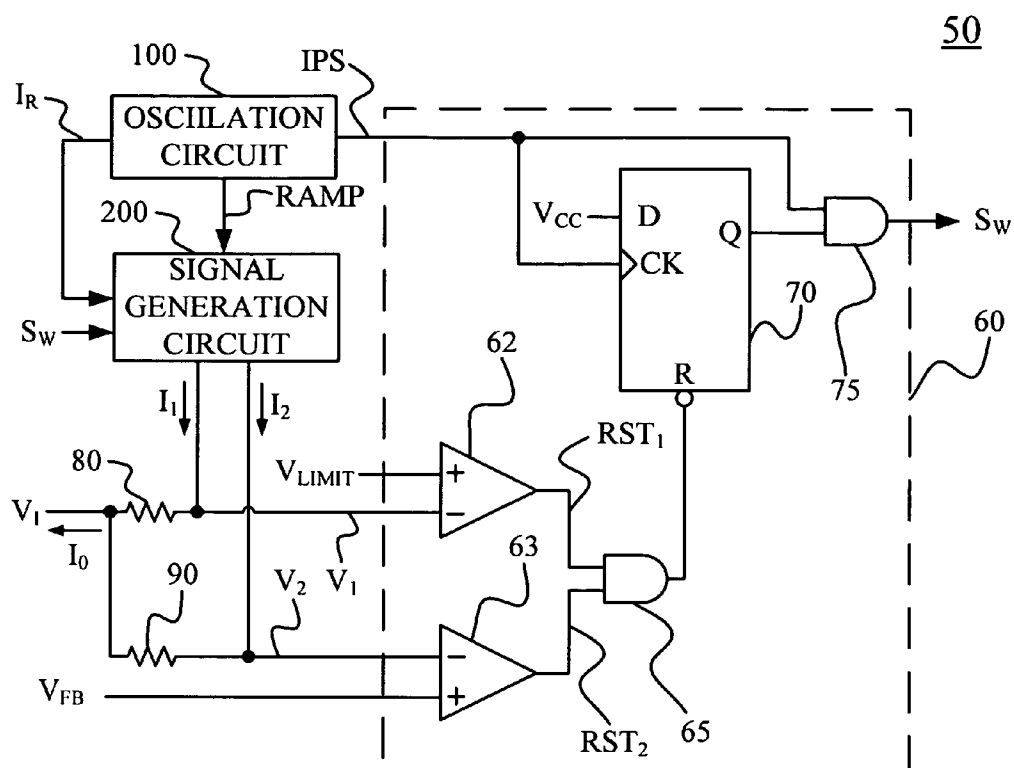 50
100
IPS
I_R
OSCIILATION
CIRCUIT
RAMP
200
SIGNAL
GENERATION
CIRCUIT
S_W
V_CC
D
Q
CK
R
S_W
70
75
60
62
I_1
I_2
RST_1
80
V_LIMIT
+
−
V_I
I_0
V_1
63
90
V_2
−
+
V_FB
65
RST_2